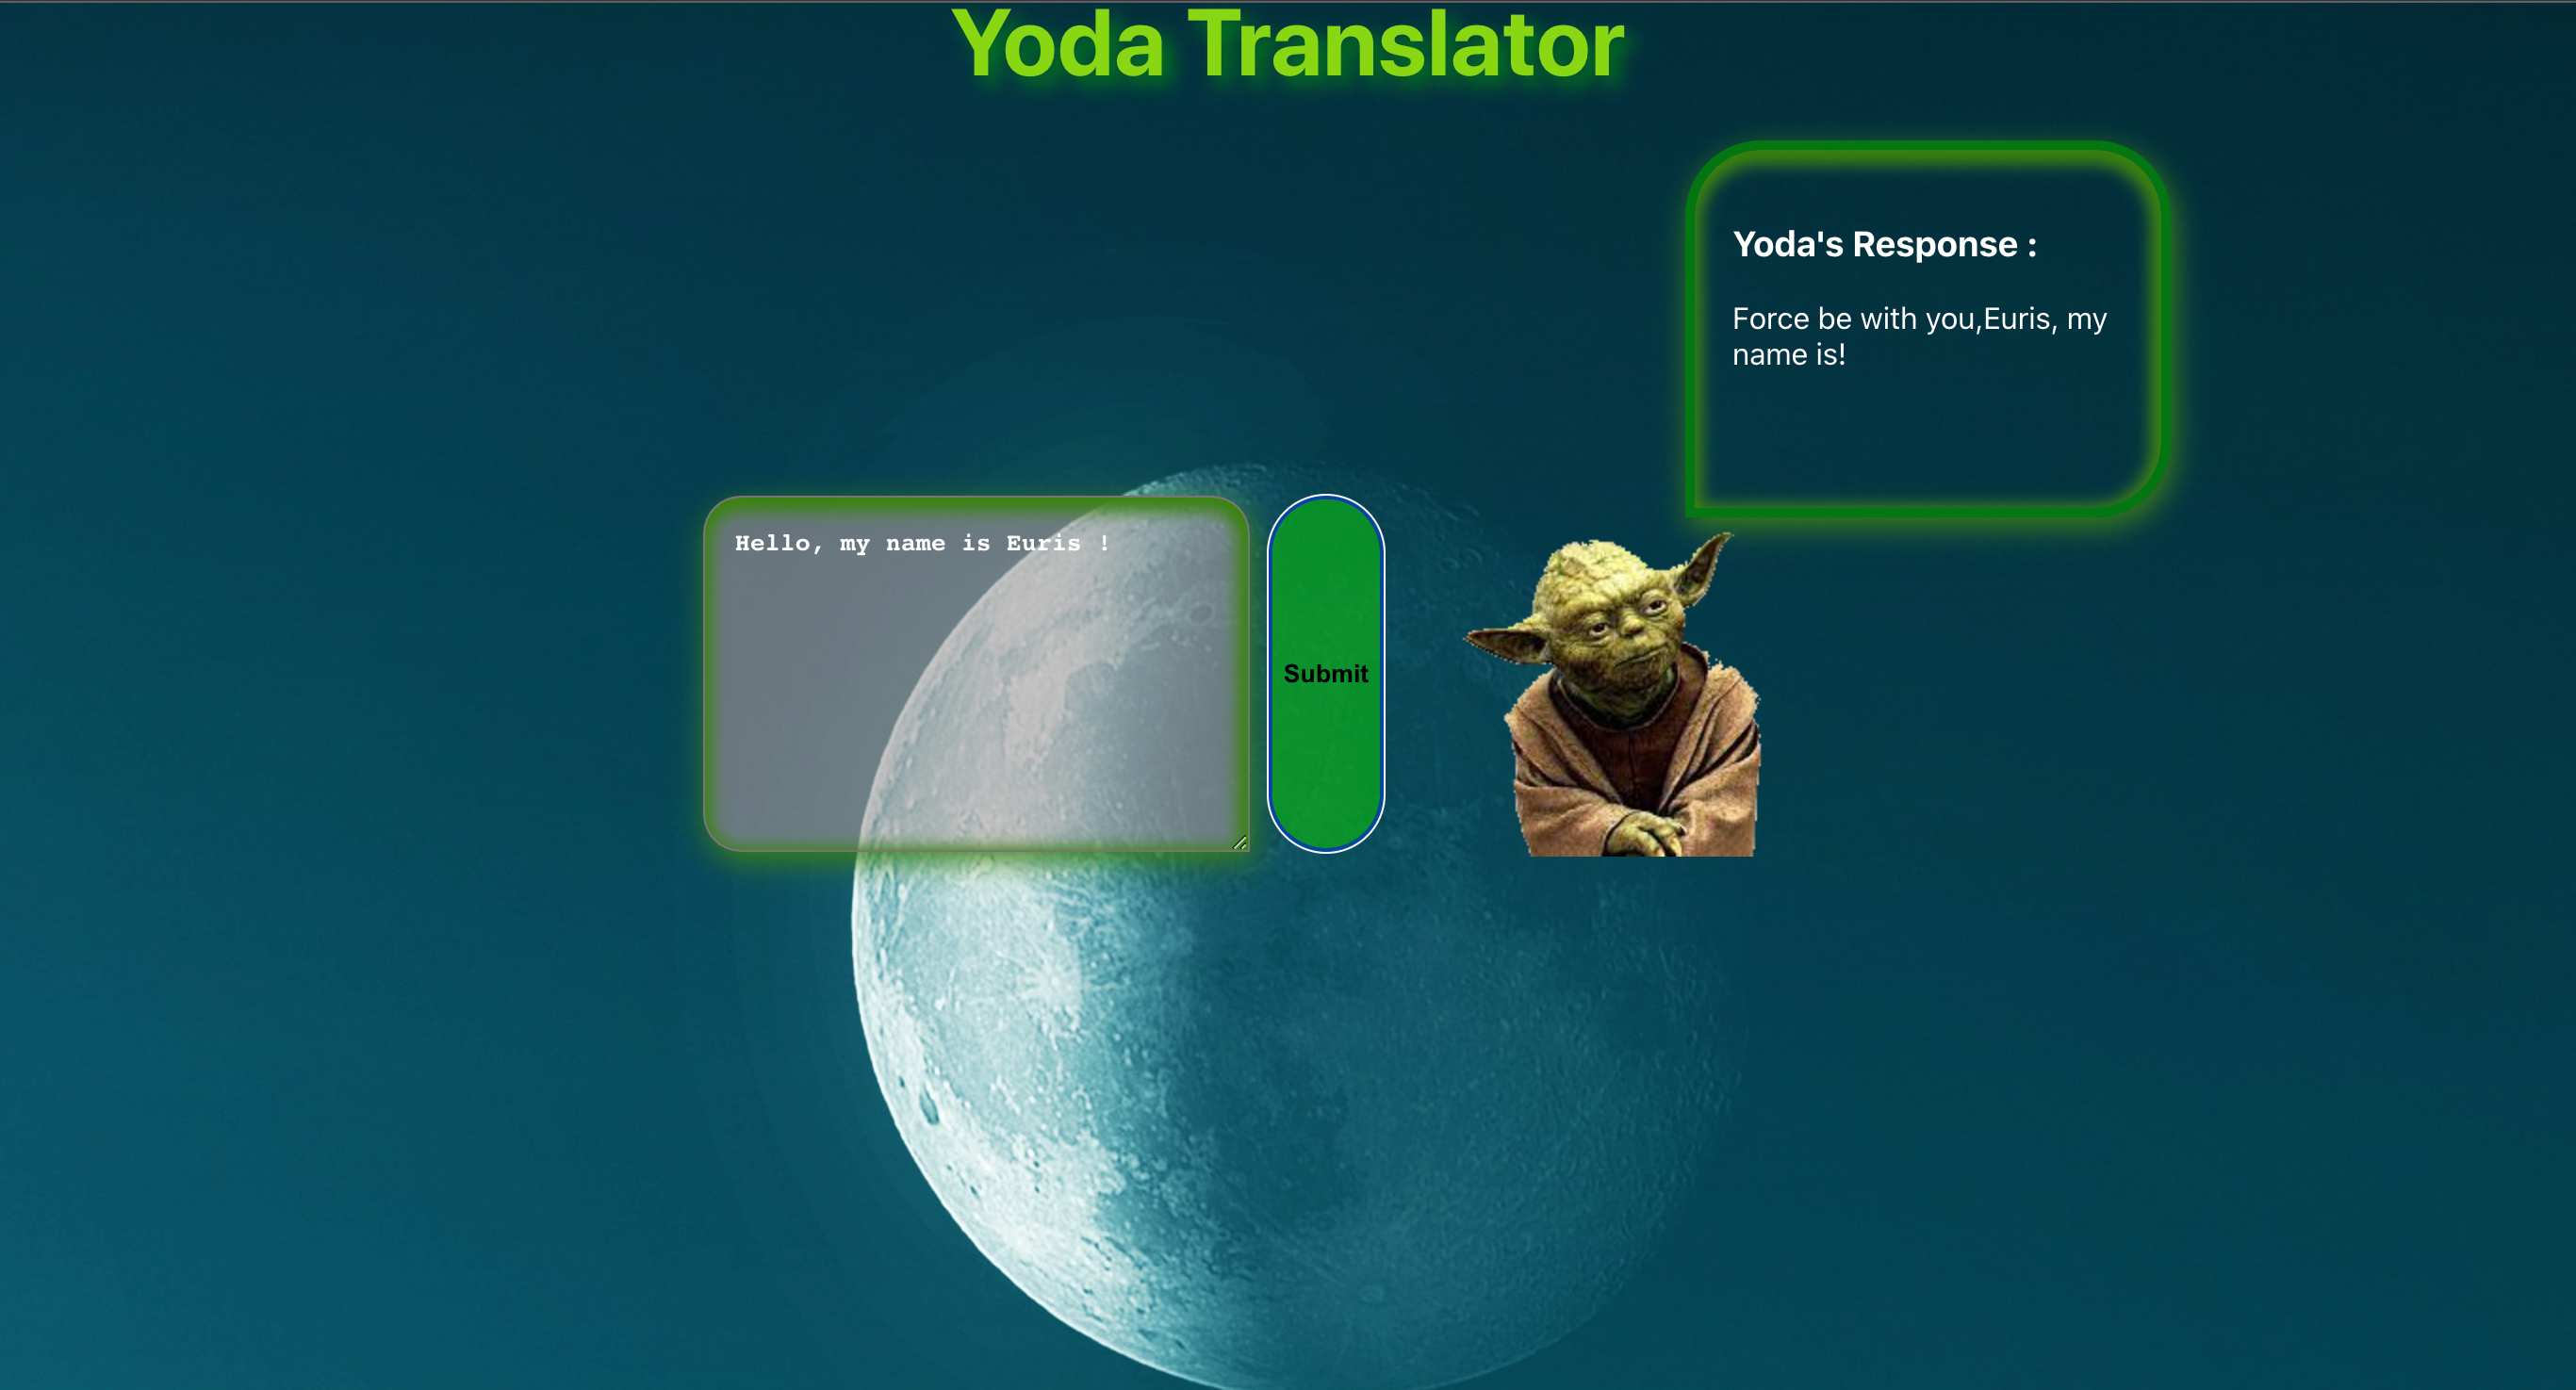 Yoda Translator
Yoda's Response :
Force be with you,Euris, my
name is!
Hello, my name is Euris !
Submit